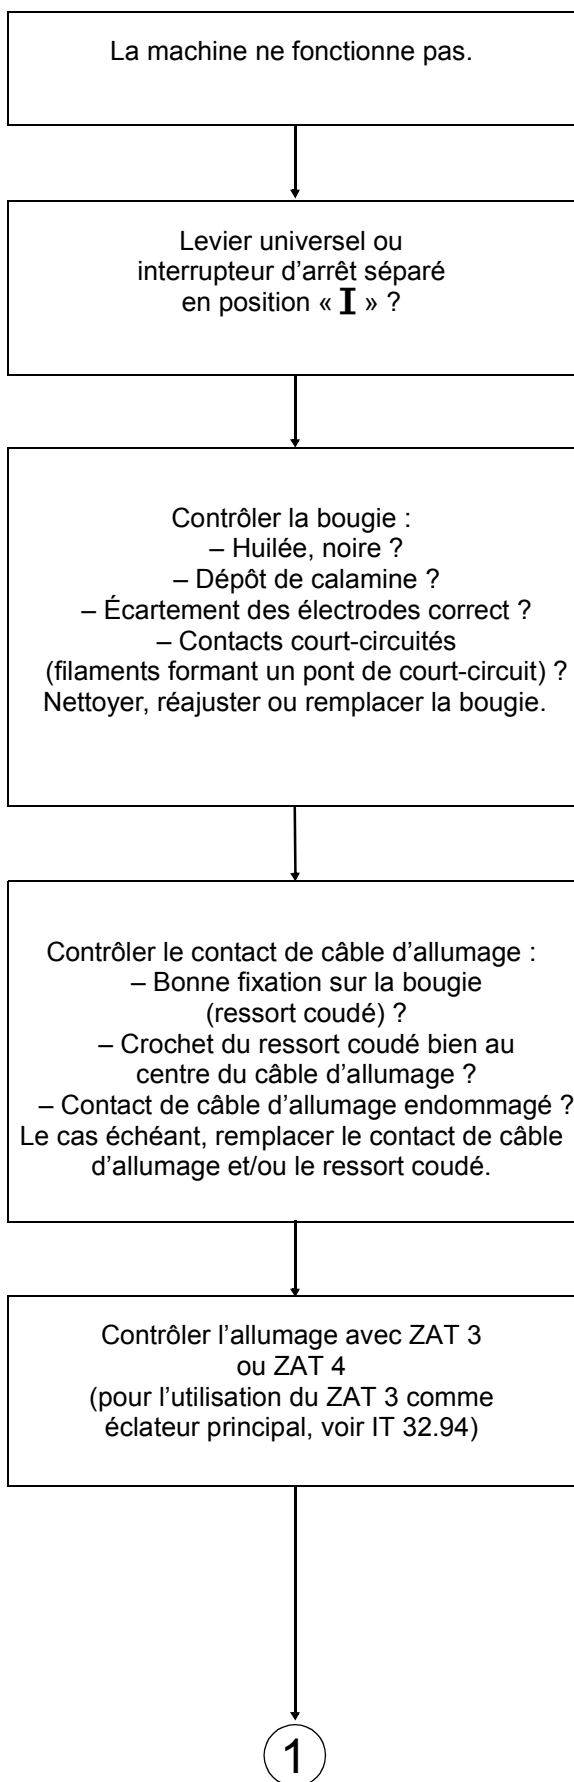 La machine ne fonctionne pas.
Levier universel ou
interrupteur d’arrêt séparé
en position « I » ?
Contrôler la bougie :
– Huilée, noire ?
– Dépôt de calamine ?
– Écartement des électrodes correct ?
– Contacts court-circuités
(filaments formant un pont de court-circuit) ?
Nettoyer, réajuster ou remplacer la bougie.
Contrôler le contact de câble d’allumage :
– Bonne fixation sur la bougie
(ressort coudé) ?
– Crochet du ressort coudé bien au
centre du câble d’allumage ?
– Contact de câble d’allumage endommagé ?
Le cas échéant, remplacer le contact de câble
d’allumage et/ou le ressort coudé.
Contrôler l’allumage avec ZAT 3
ou ZAT 4
(pour l’utilisation du ZAT 3 comme
éclateur principal, voir IT 32.94)
1